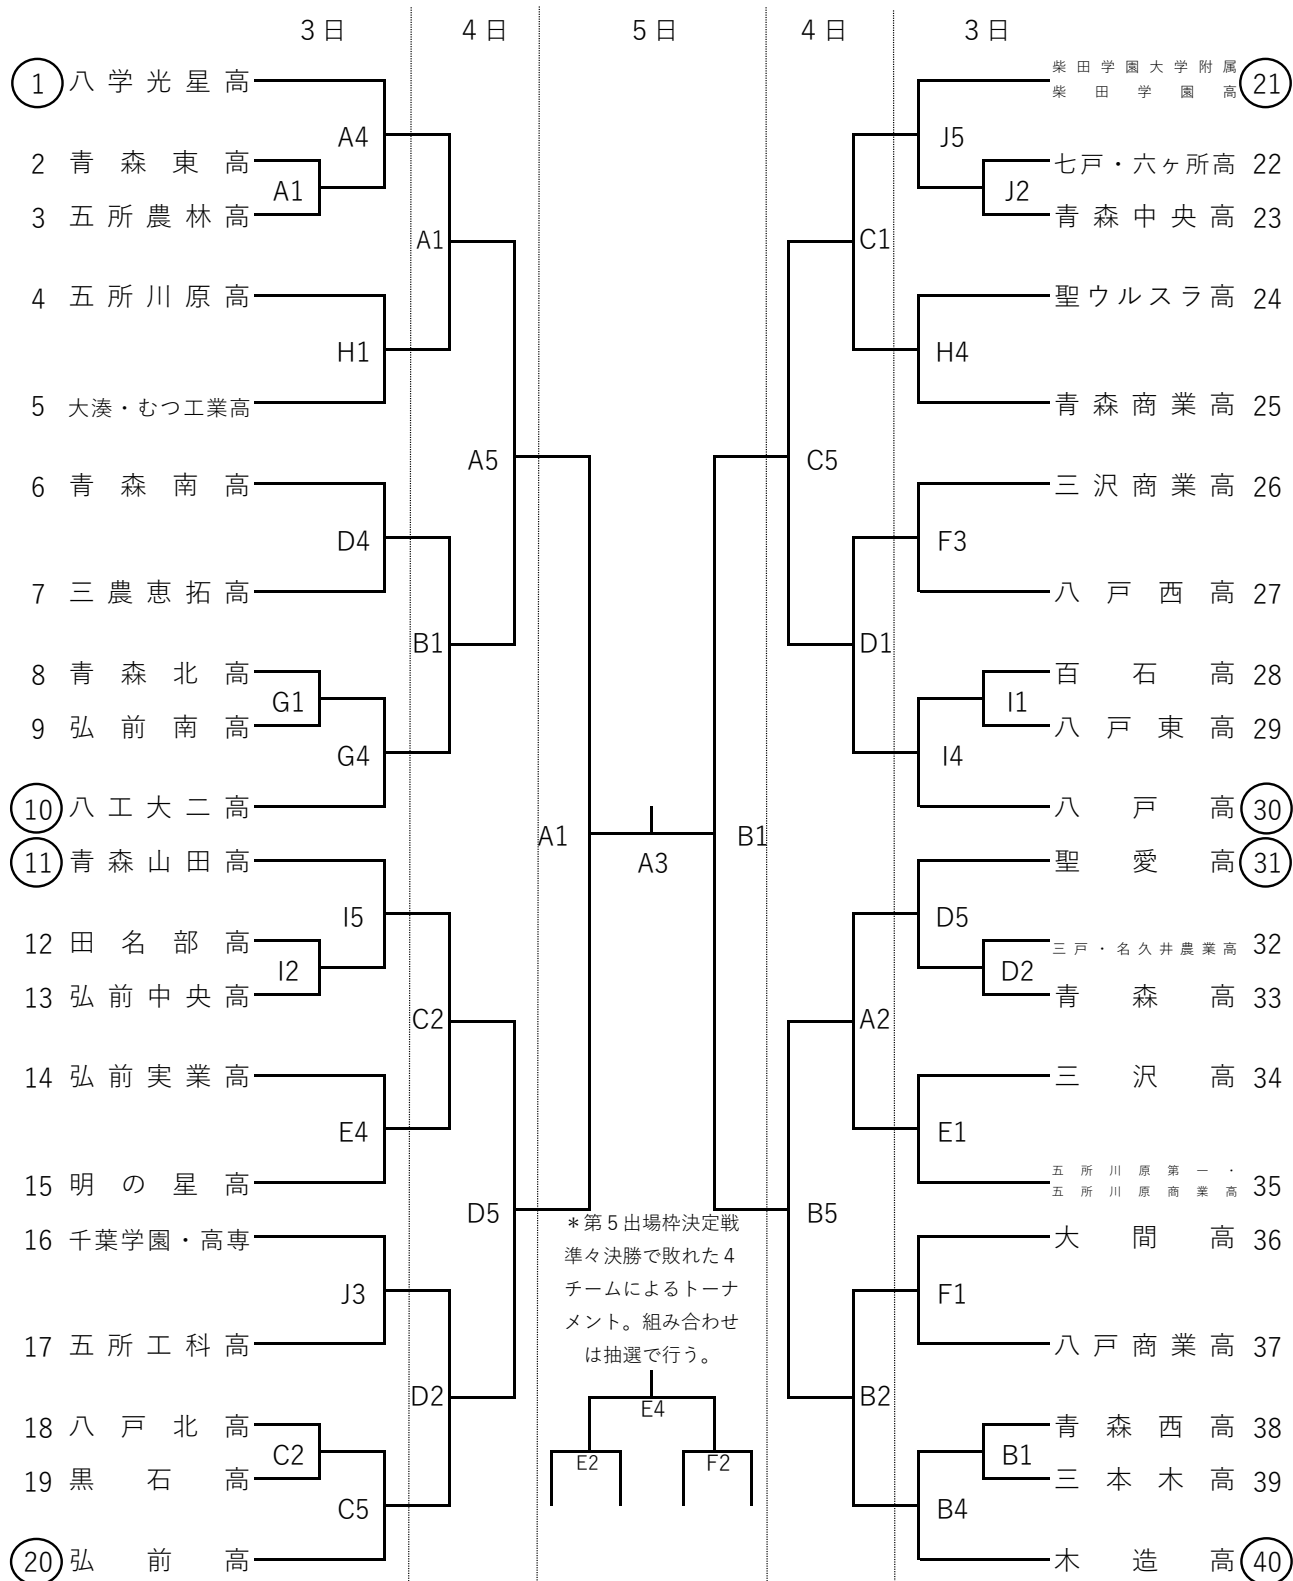 3日 4日 5日 4日 3日
1 八学光星高
2 青森東高
3 五所農林高
4 五所川原高
5 大湊・むつ工業高
6 青森南高
7 三農恵拓高
8 青森北高
9 弘前南高
10 八工大二高
11 青森山田高
12 田名部高
13 弘前中央高
14 弘前実業高
15 明の星高
16 千葉学園・高専
17 五所工科高
18 八戸北高
19 黒石高
20 弘前高
A4
A1
H1
D4
G1
G4
I5
I2
E4
J3
C2
C5
A1
B1
C2
D2
A5
D5
A1
A3
B1
*第5出場枠決定戦
準々決勝で敗れた4
チームによるトーナ
メント。組み合わせ
は抽選で行う。
E4
E2 F2
C5
B5
C1
D1
A2
B2
J5
J2
H4
F3
I1
I4
D5
D2
E1
F1
B1
B4
柴田学園大学附属
柴田学園高 21
七戸・六ヶ所高 22
青森中央高 23
聖ウルスラ高 24
青森商業高 25
三沢商業高 26
八戸西高 27
百石高 28
八戸東高 29
八戸高 30
聖愛高 31
三戸・名久井農業高 32
青森高 33
三沢高 34
五所川原第一・
五所川原商業高 35
大間高 36
八戸商業高 37
青森西高 38
三本木高 39
木造高 40